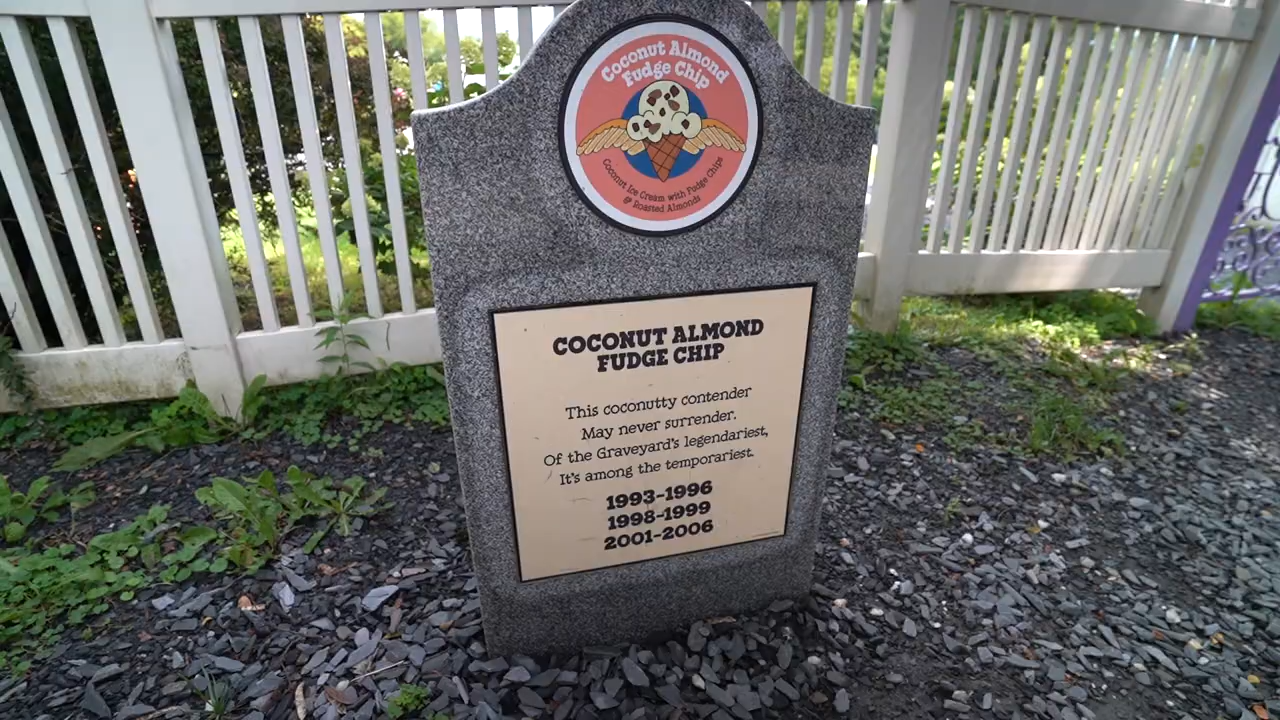 Coconut Almond
Fudge Chip
Coconut Ice Cream with Fudge Chips
@ Roasted Almonds
COCONUT ALMOND
FUDGE CHIP
This coconutty contender
May never surrender.
Of the Graveyard's legendariest,
It's among the temporariest.
1993-1996
1998-1999
2001-2006